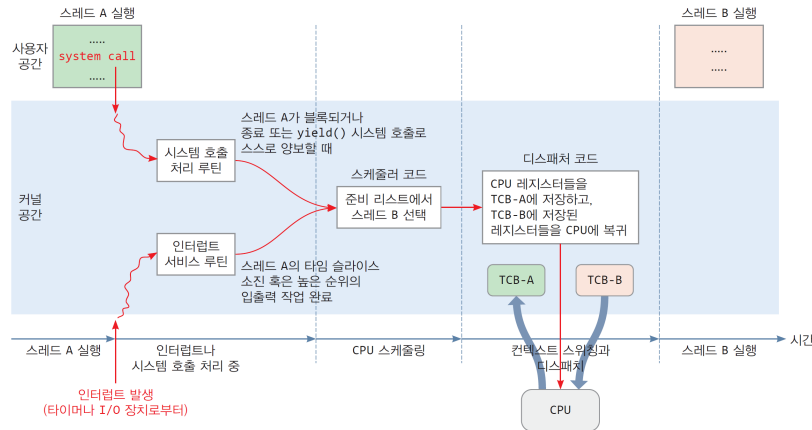 스레드 A 실행
스레드 B 실행
사용자
공간
.....
system call
.....
.....
.....
스레드 A가 블록되거나
종료 또는 yield() 시스템 호출로
스스로 양보할 때
시스템 호출
처리 루틴
스케줄러 코드
디스패처 코드
준비 리스트에서
스레드 B 선택
CPU 레지스터들을
TCB-A에 저장하고,
TCB-B에 저장된
레지스터들을 CPU에 복귀
커널
공간
인터럽트
서비스 루틴
스레드 A의 타임 슬라이스
소진 혹은 높은 순위의
입출력 작업 완료
TCB-A
TCB-B
시간
스레드 A 실행
인터럽트나
시스템 호출 처리 중
CPU 스케줄링
컨텍스트 스위칭과
디스패치
스레드 B 실행
인터럽트 발생
(타이머나 I/O 장치로부터)
CPU